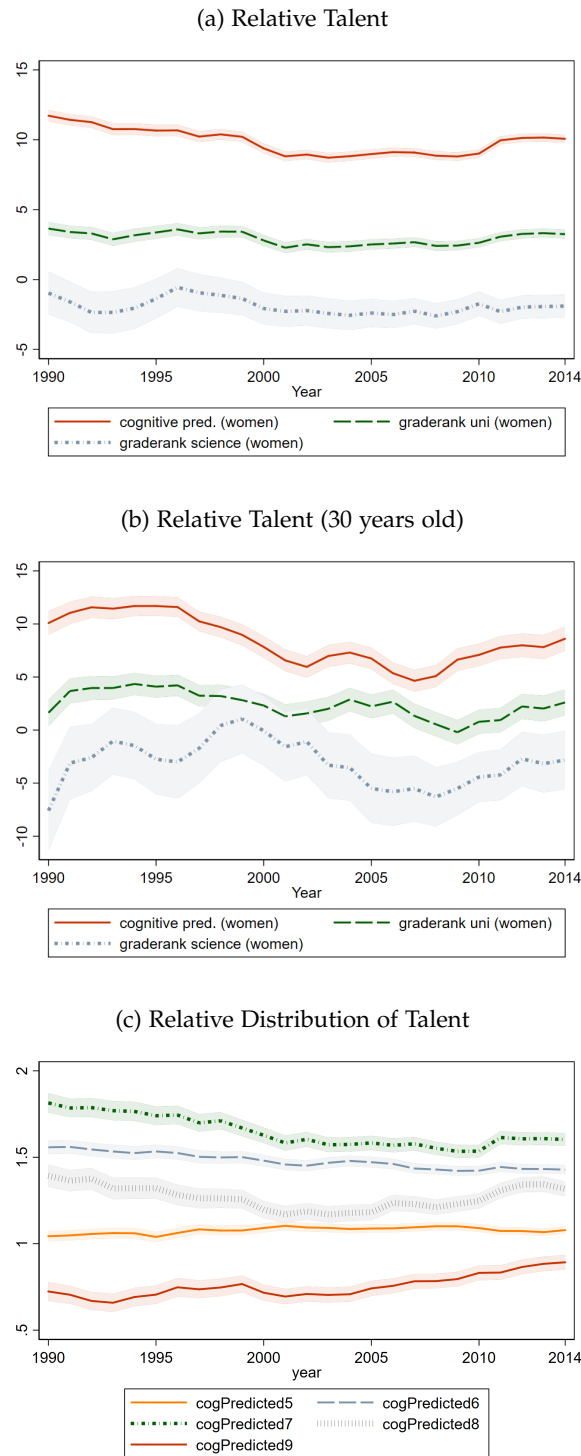 (a) Relative Talent
15
10
5
0
-5
1990 1995 2000 2005 2010 2014
Year
cognitive pred. (women) graderank uni (women)
graderank science (women)
(b) Relative Talent (30 years old)
15
10
5
0
-5
-10
1990 1995 2000 2005 2010 2014
Year
cognitive pred. (women) graderank uni (women)
graderank science (women)
(c) Relative Distribution of Talent
2
1.5
1
.5
1990 1995 2000 2005 2010 2014
year
cogPredicted5 cogPredicted6
cogPredicted7 cogPredicted8
cogPredicted9